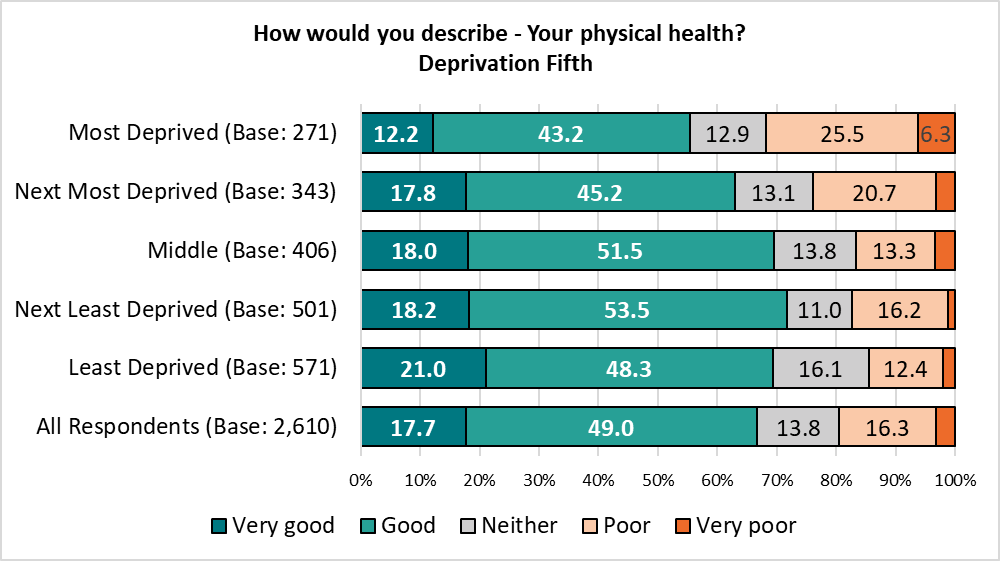 How would you describe - Your physical health?
Deprivation Fifth
Most Deprived (Base: 271) 12.2 43.2 12.9 25.5 6.3
Next Most Deprived (Base: 343) 17.8 45.2 13.1 20.7
Middle (Base: 406) 18.0 51.5 13.8 13.3
Next Least Deprived (Base: 501) 18.2 53.5 11.0 16.2
Least Deprived (Base: 571) 21.0 48.3 16.1 12.4
All Respondents (Base: 2,610) 17.7 49.0 13.8 16.3
0% 10% 20% 30% 40% 50% 60% 70% 80% 90% 100%
Very good Good Neither Poor Very poor